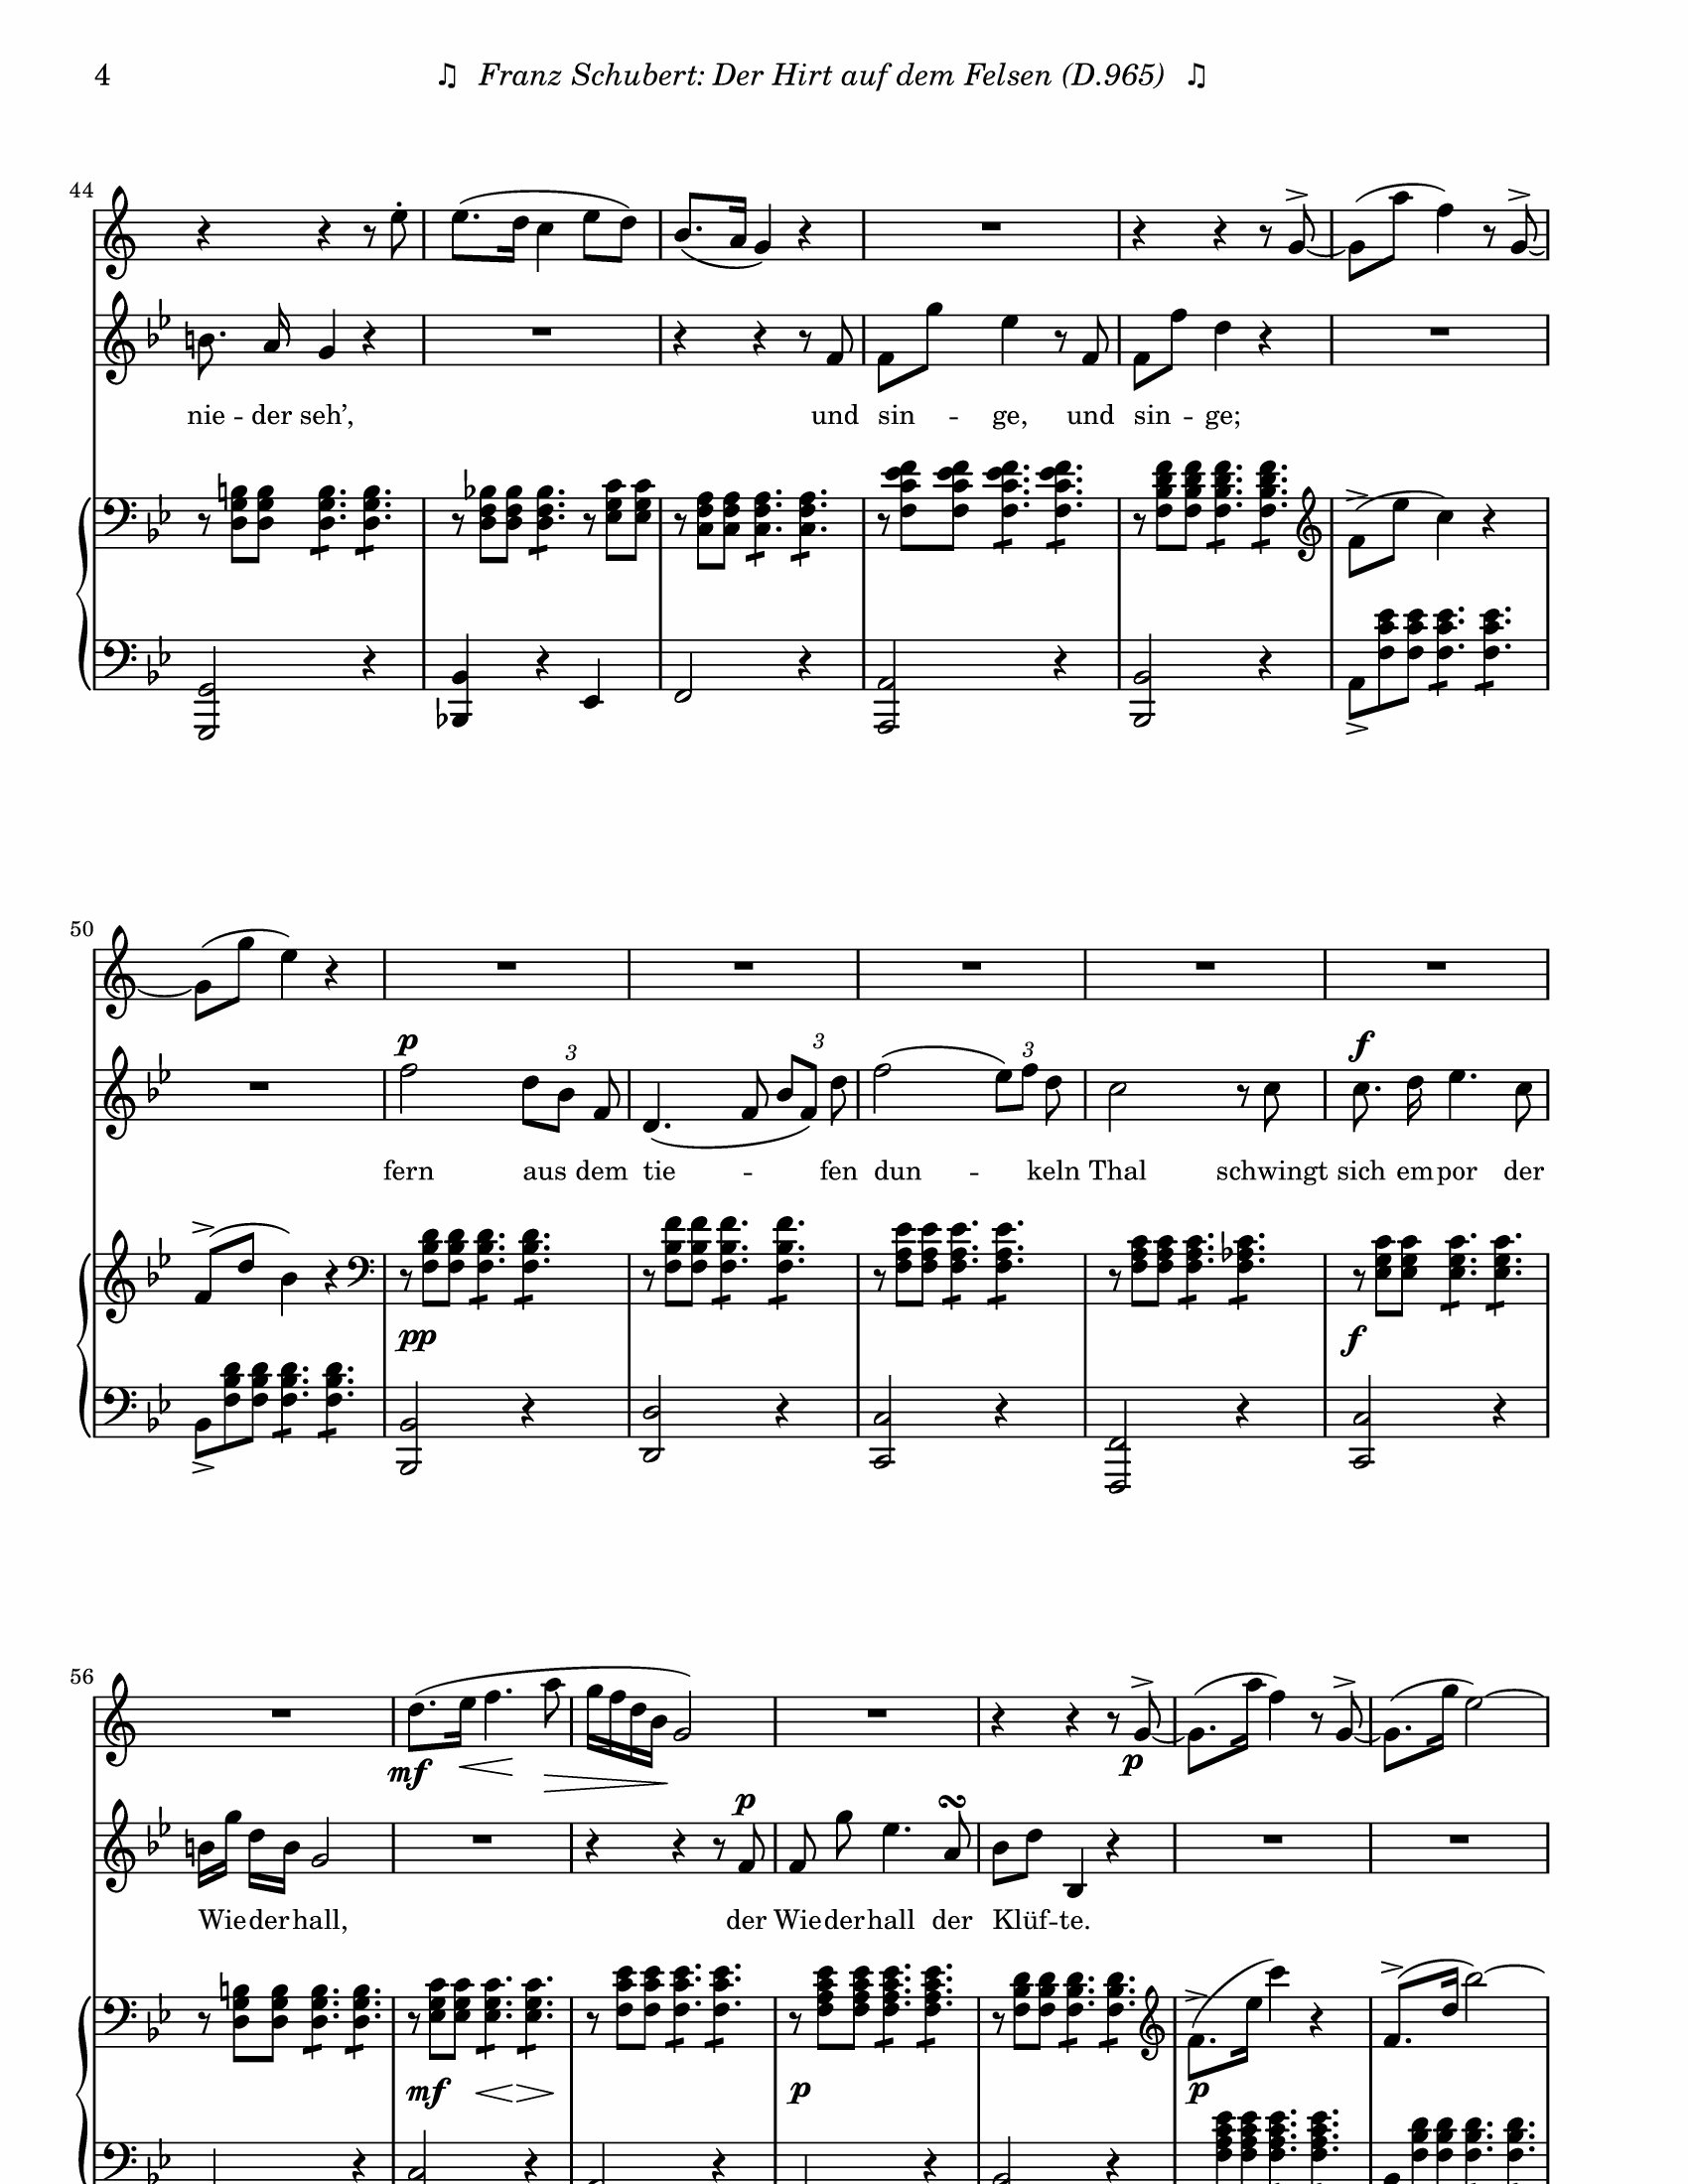 4 ♫ Franz Schubert: Der Hirt auf dem Felsen (D.965) ♫
44
nie -- der seh’, und sin -- ge, und sin -- ge;
50
p
3 3 3
f
fern aus dem tie -- fen dun -- keln Thal schwingt sich em-por der
pp f
56
mf p
p
Wie-der-hall, der Wie-der-hall der Klüf-te.
mf p p